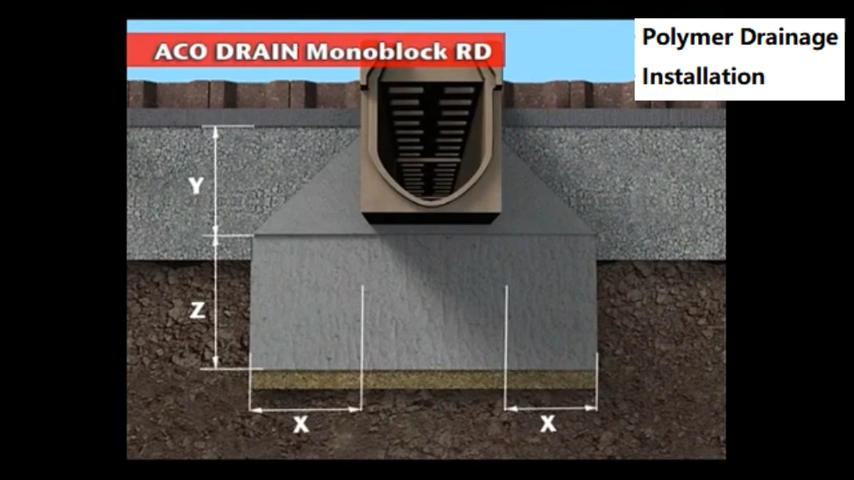 ACO DRAIN Monoblock RD
Polymer Drainage
Installation
Y
Z
X
X